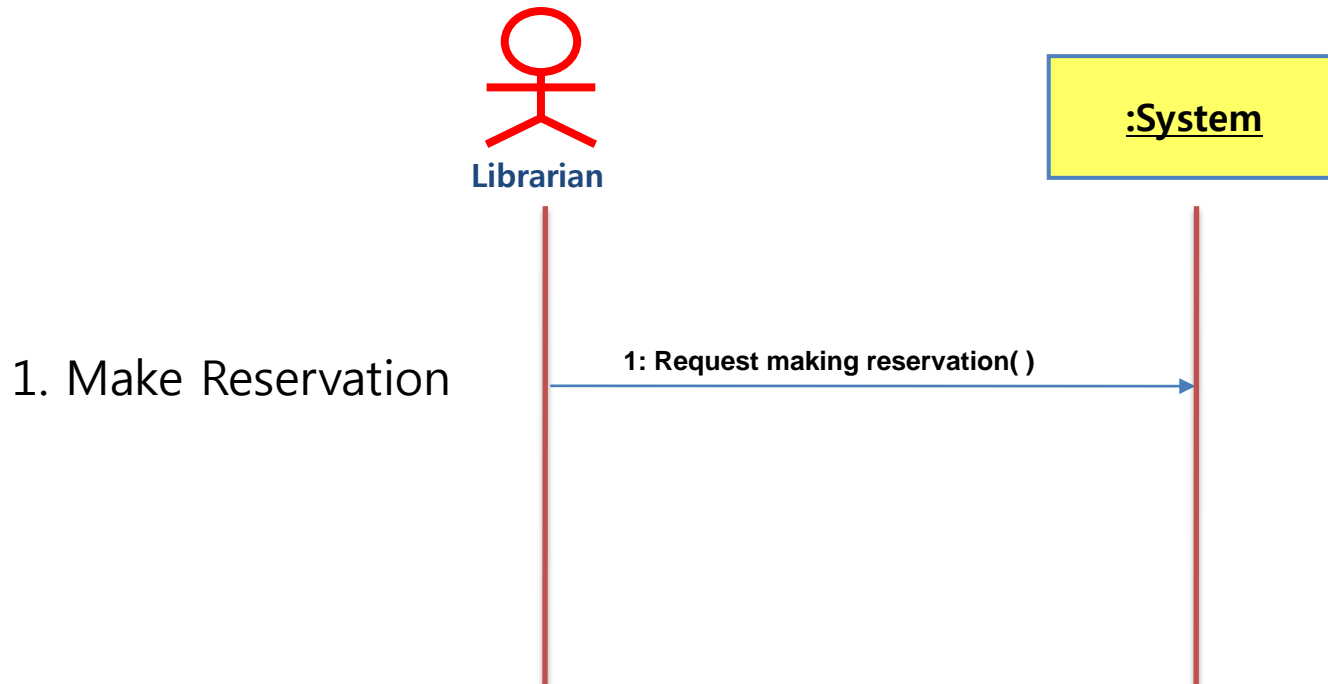 :System
Librarian
1: Request making reservation( )
1. Make Reservation